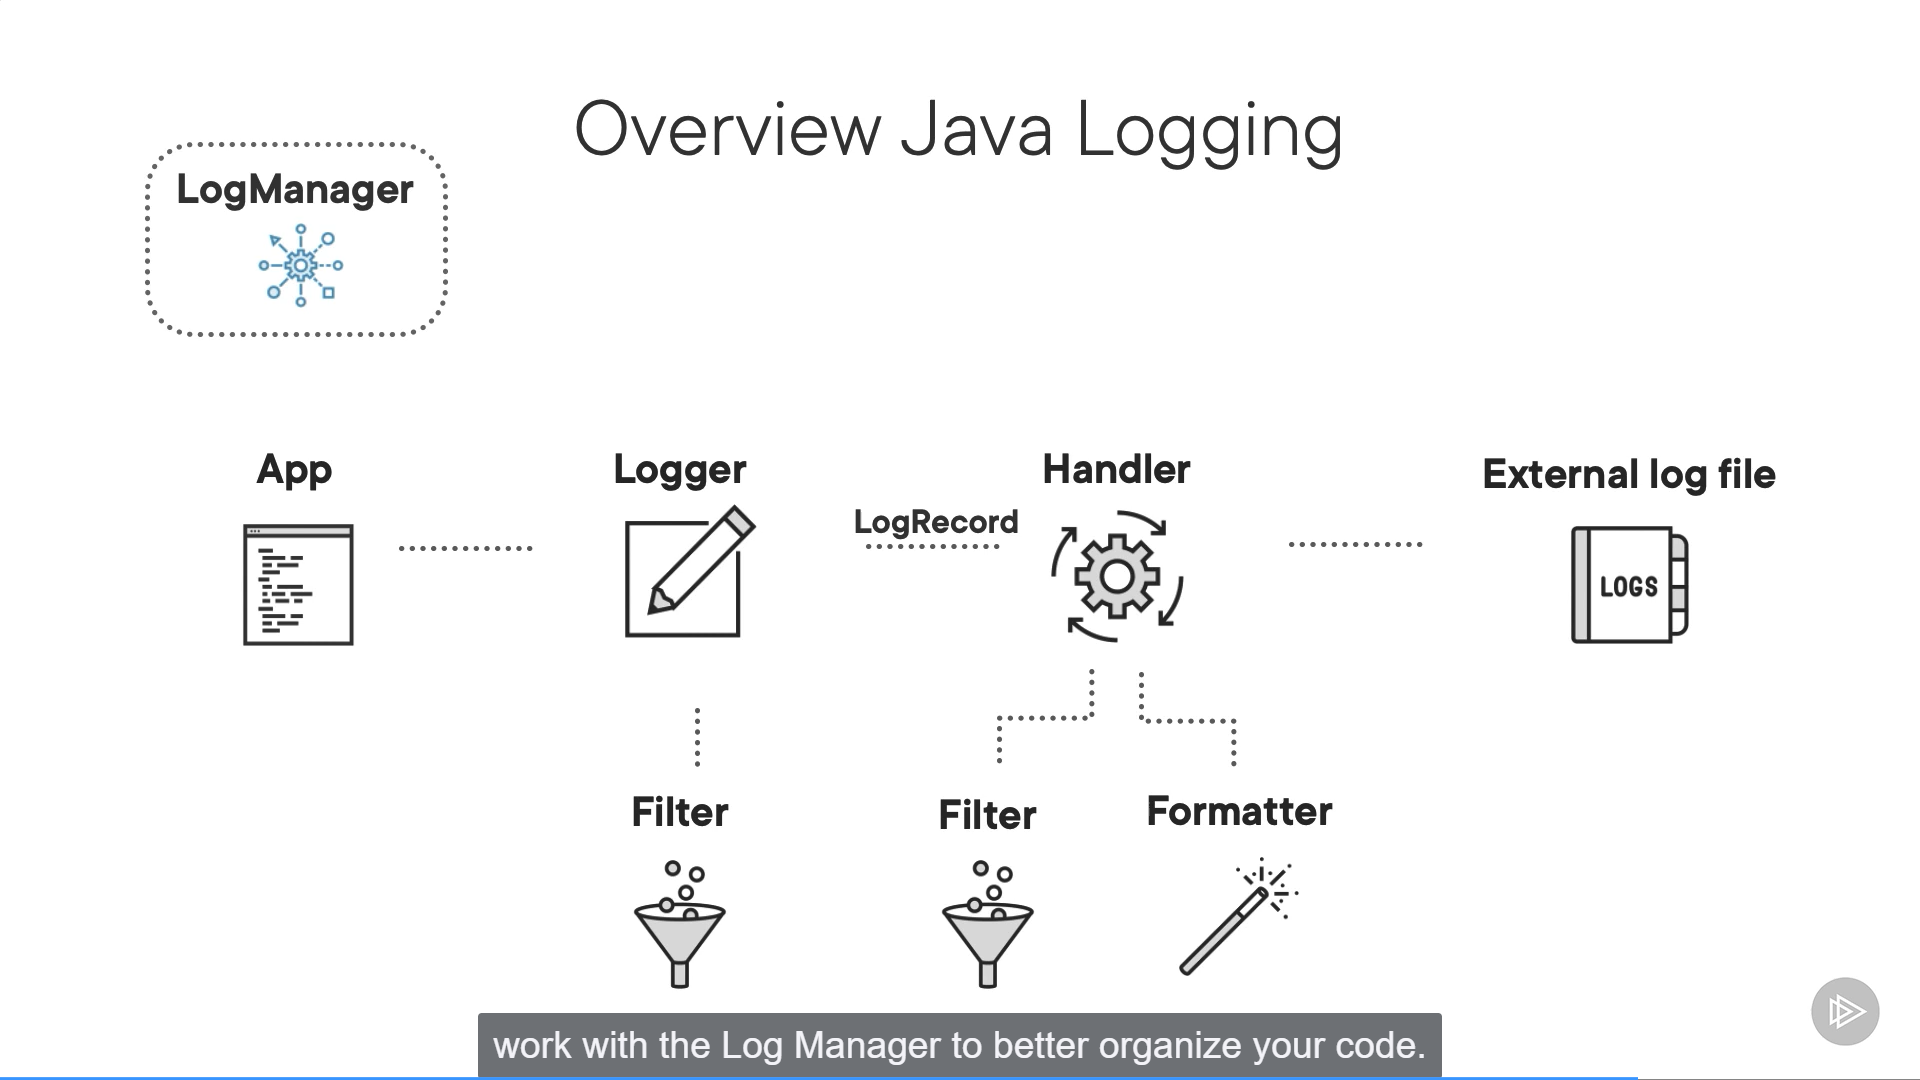 Overview Java Logging
LogManager
App
Logger
LogRecord
Handler
External log file
LOGS
Filter
Filter
Formatter
work with the Log Manager to better organize your code.